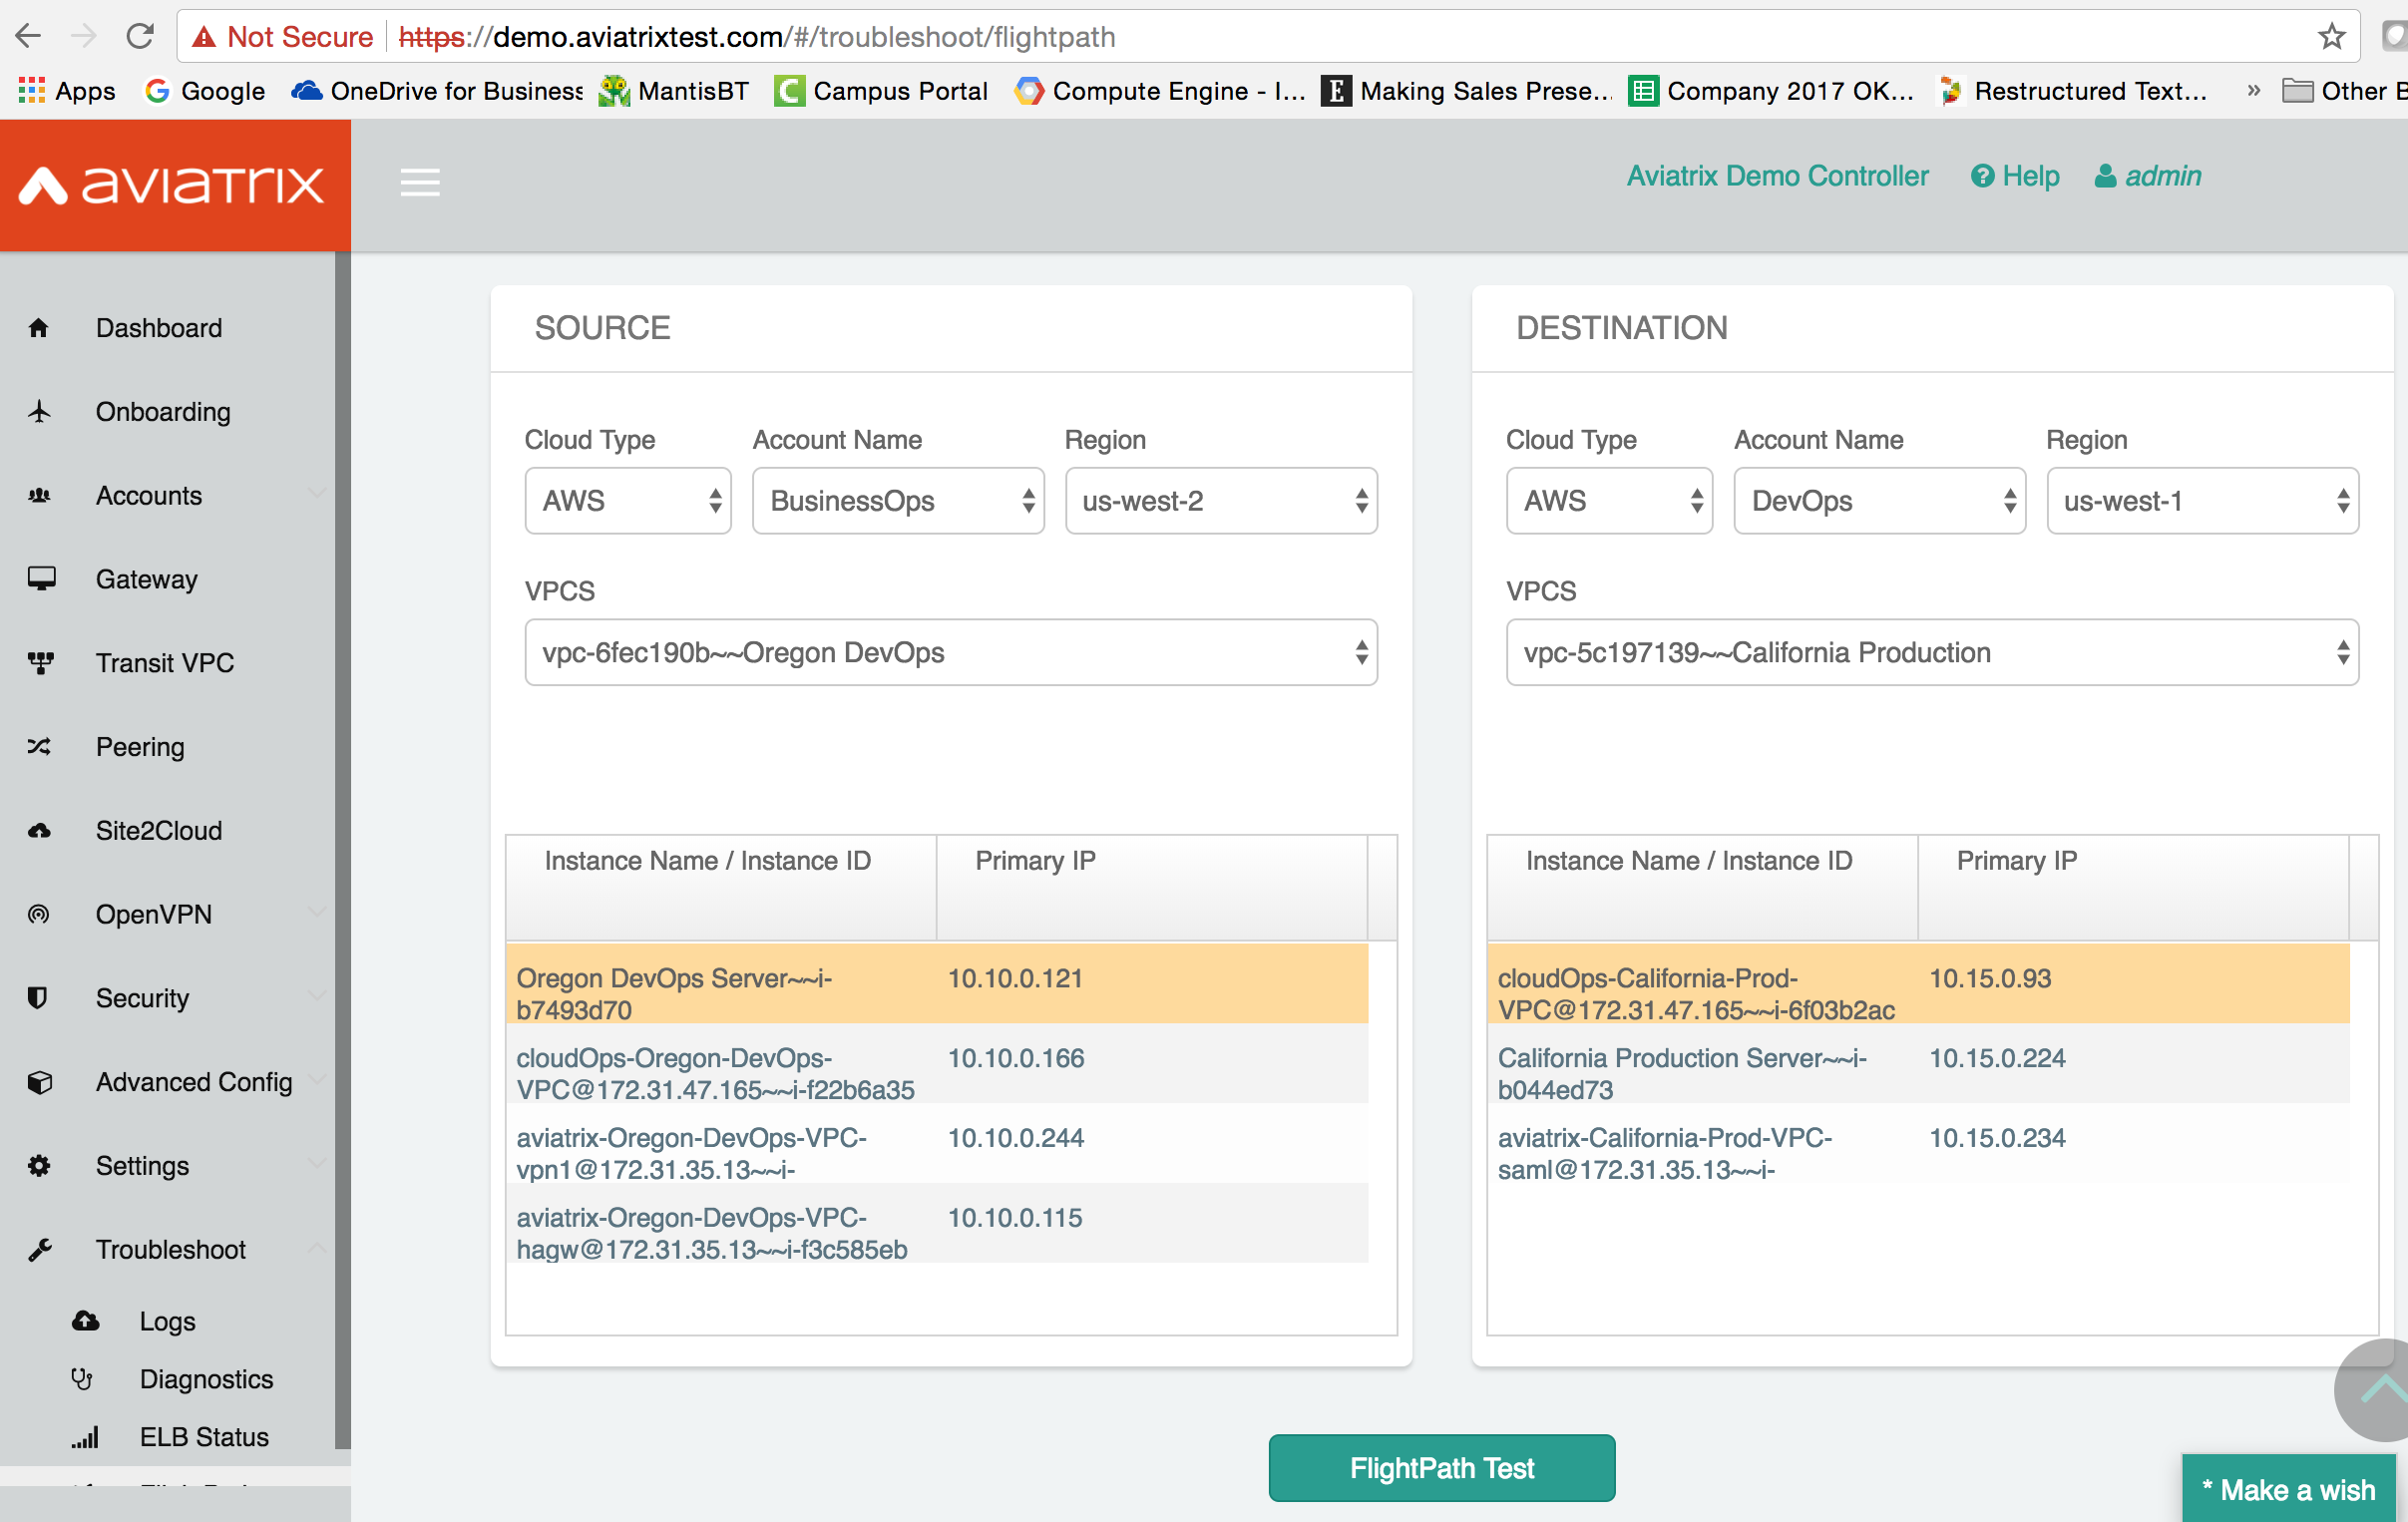 Not Secure https://demo.aviatrixtest.com/#/troubleshoot/flightpath
Apps Google OneDrive for Business MantisBT Campus Portal Compute Engine - I... Making Sales Prese... Company 2017 OK... Restructured Text... » Other B
aviatrix
Aviatrix Demo Controller Help admin
Dashboard
Onboarding
Accounts
Gateway
Transit VPC
Peering
Site2Cloud
OpenVPN
Security
Advanced Config
Settings
Troubleshoot
Logs
Diagnostics
ELB Status
SOURCE
Cloud Type Account Name Region
AWS BusinessOps us-west-2
VPCS
vpc-6fec190b~~Oregon DevOps
Instance Name / Instance ID Primary IP
Oregon DevOps Server~~i- 10.10.0.121
b7493d70
cloudOps-Oregon-DevOps- 10.10.0.166
VPC@172.31.47.165~~i-f22b6a35
aviatrix-Oregon-DevOps-VPC- 10.10.0.244
vpn1@172.31.35.13~~i-
aviatrix-Oregon-DevOps-VPC- 10.10.0.115
hagw@172.31.35.13~~i-f3c585eb
DESTINATION
Cloud Type Account Name Region
AWS DevOps us-west-1
VPCS
vpc-5c197139~~California Production
Instance Name / Instance ID Primary IP
cloudOps-California-Prod- 10.15.0.93
VPC@172.31.47.165~~i-6f03b2ac
California Production Server~~i- 10.15.0.224
b044ed73
aviatrix-California-Prod-VPC- 10.15.0.234
saml@172.31.35.13~~i-
FlightPath Test
* Make a wish